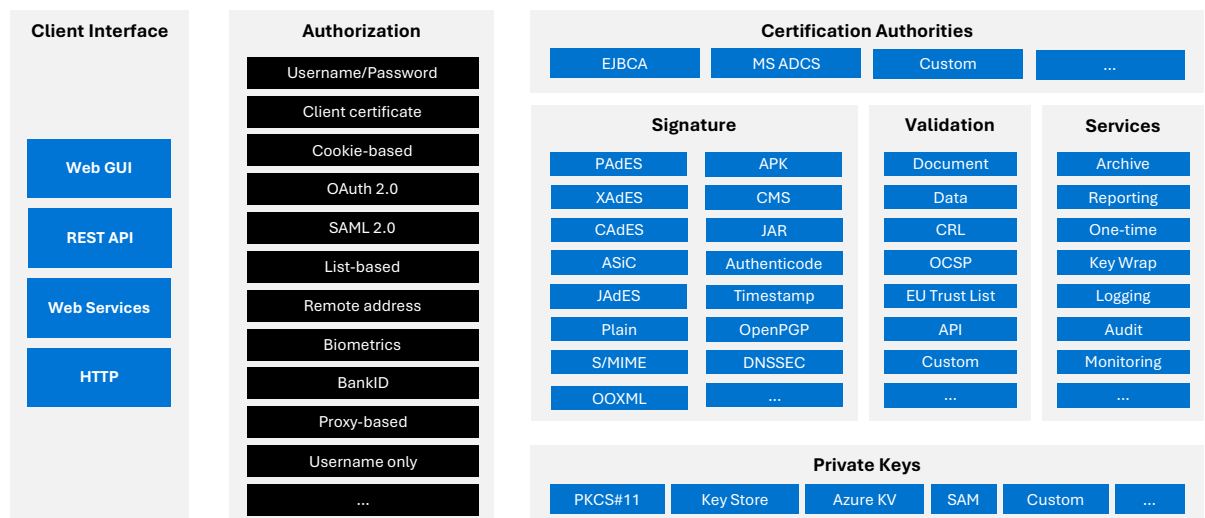 Client Interface
Web GUI
REST API
Web Services
HTTP
Authorization
Username/Password
Client certificate
Cookie-based
OAuth 2.0
SAML 2.0
List-based
Remote address
Biometrics
BankID
Proxy-based
Username only
...
Certification Authorities
EJBCA
MS ADCS
Custom
...
Signature
PAdES
APK
XAdES
CMS
CAdES
JAR
ASiC
Authenticode
JAdES
Timestamp
Plain
OpenPGP
S/MIME
DNSSEC
OOXML
...
Validation
Document
Data
CRL
OCSP
EU Trust List
API
Custom
...
Services
Archive
Reporting
One-time
Key Wrap
Logging
Audit
Monitoring
...
Private Keys
PKCS#11
Key Store
Azure KV
SAM
Custom
...